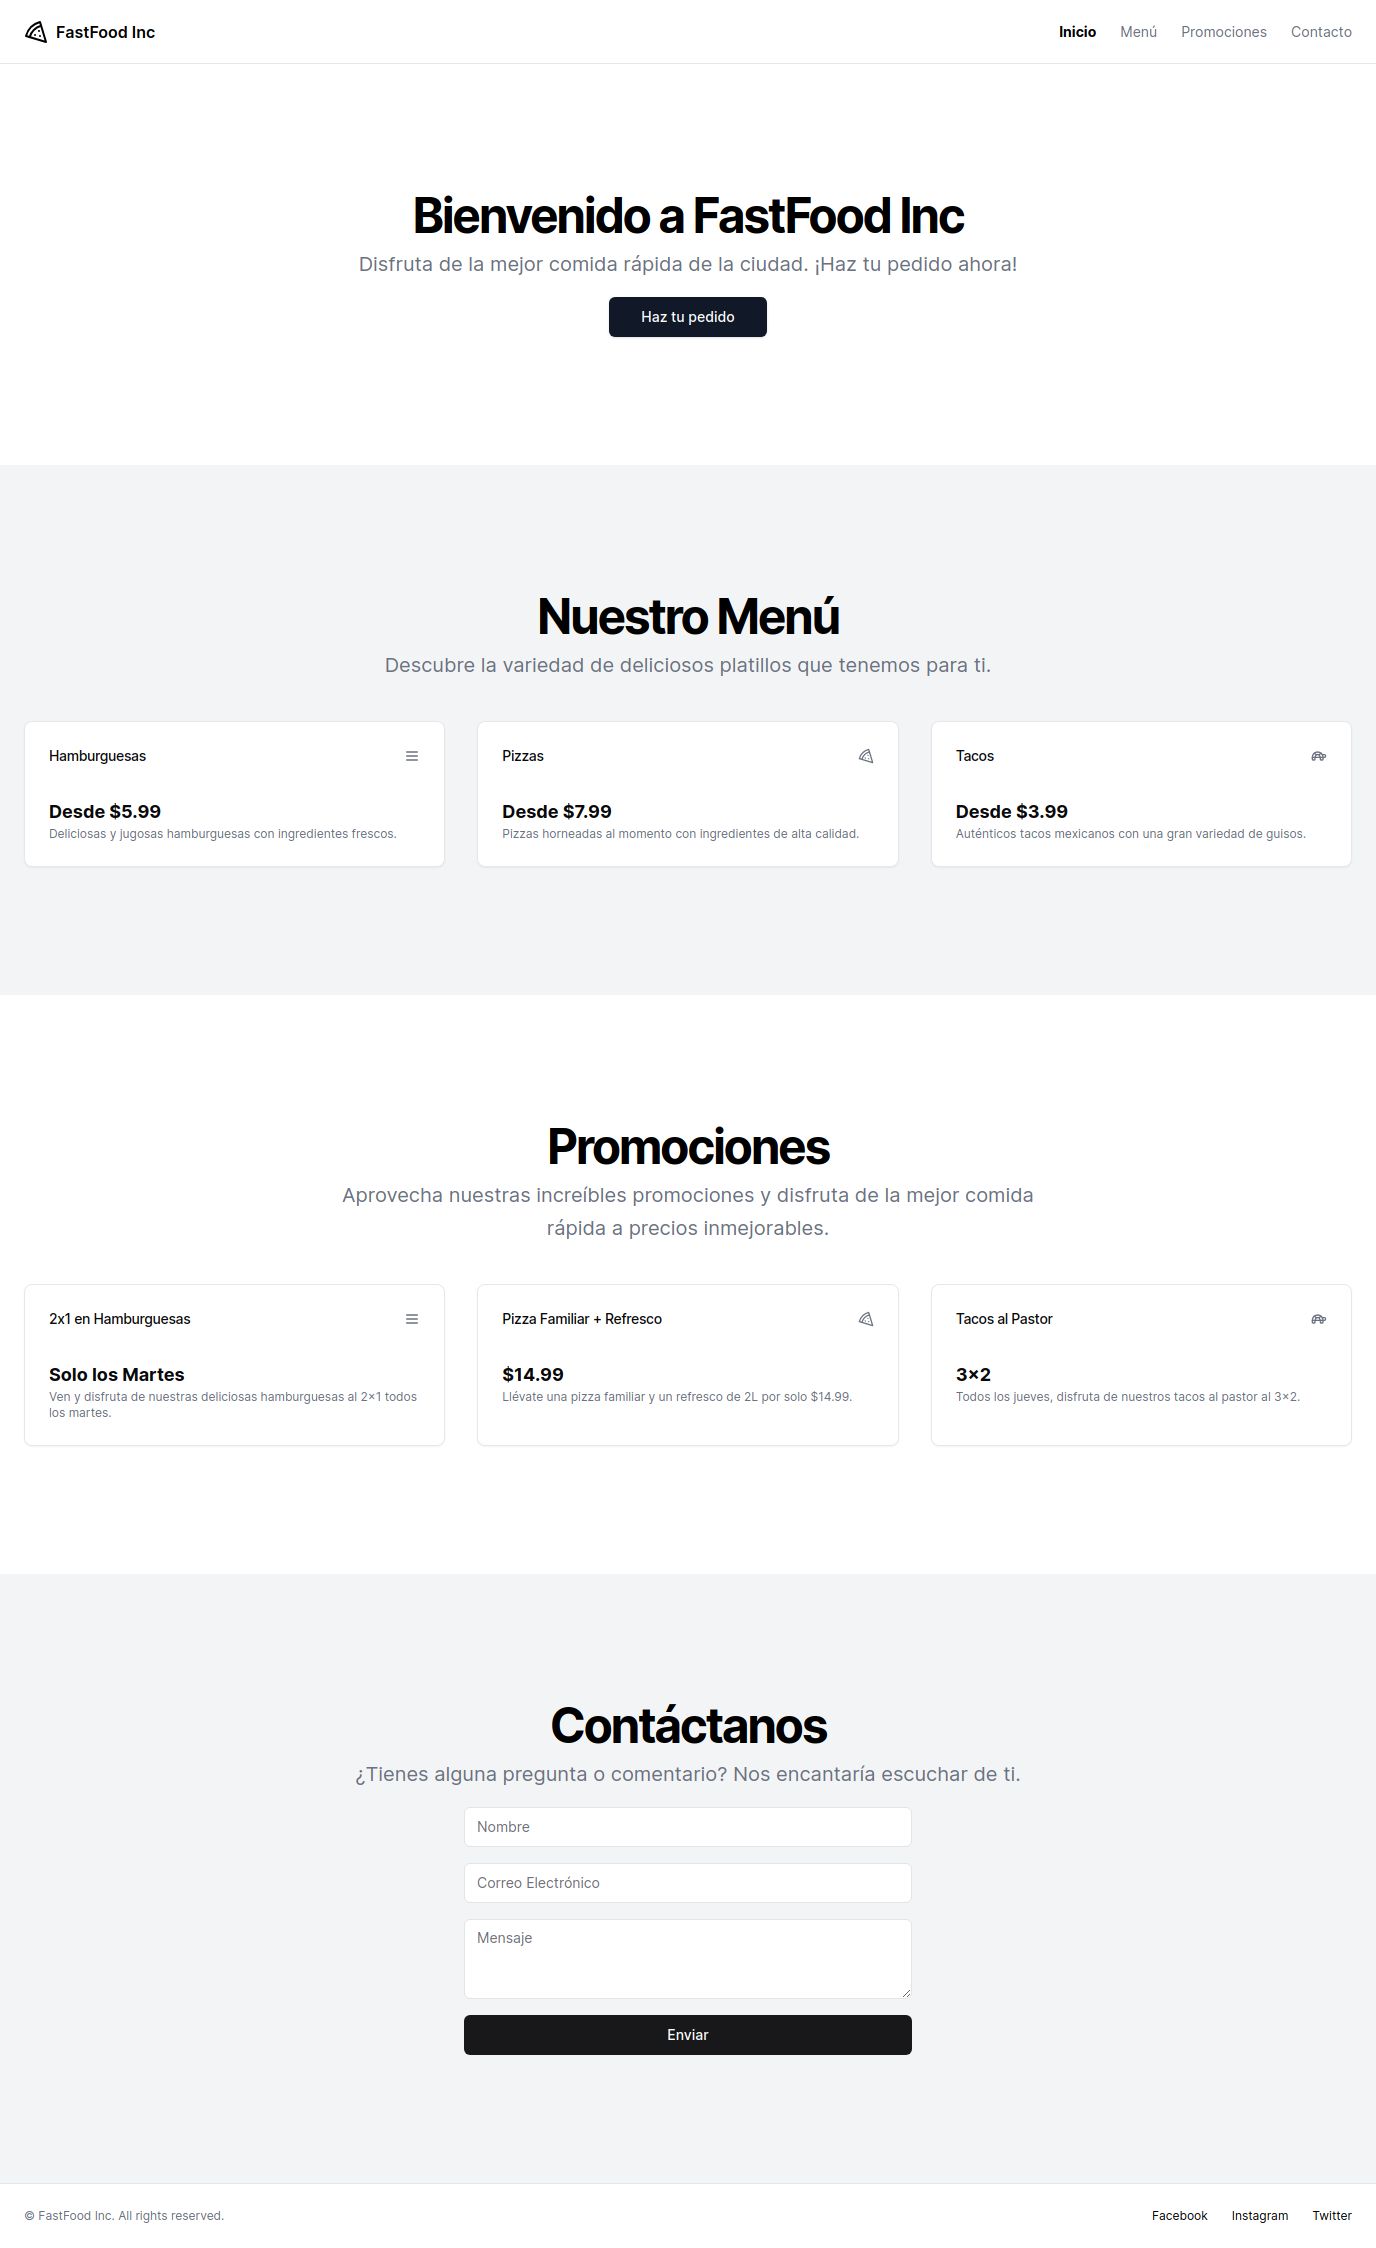 FastFood Inc
Inicio Menú Promociones Contacto
Bienvenido a FastFood Inc
Disfruta de la mejor comida rápida de la ciudad. ¡Haz tu pedido ahora!
Haz tu pedido
Nuestro Menú
Descubre la variedad de deliciosos platillos que tenemos para ti.
Hamburguesas
Desde $5.99
Deliciosas y jugosas hamburguesas con ingredientes frescos.
Pizzas
Desde $7.99
Pizzas horneadas al momento con ingredientes de alta calidad.
Tacos
Desde $3.99
Auténticos tacos mexicanos con una gran variedad de guisos.
Promociones
Aprovecha nuestras increíbles promociones y disfruta de la mejor comida
rápida a precios inmejorables.
2x1 en Hamburguesas
Solo los Martes
Ven y disfruta de nuestras deliciosas hamburguesas al 2×1 todos
los martes.
Pizza Familiar + Refresco
$14.99
Llévate una pizza familiar y un refresco de 2L por solo $14.99.
Tacos al Pastor
3×2
Todos los jueves, disfruta de nuestros tacos al pastor al 3×2.
Contáctanos
¿Tienes alguna pregunta o comentario? Nos encantaría escuchar de ti.
Nombre
Correo Electrónico
Mensaje
Enviar
© FastFood Inc. All rights reserved.
Facebook Instagram Twitter